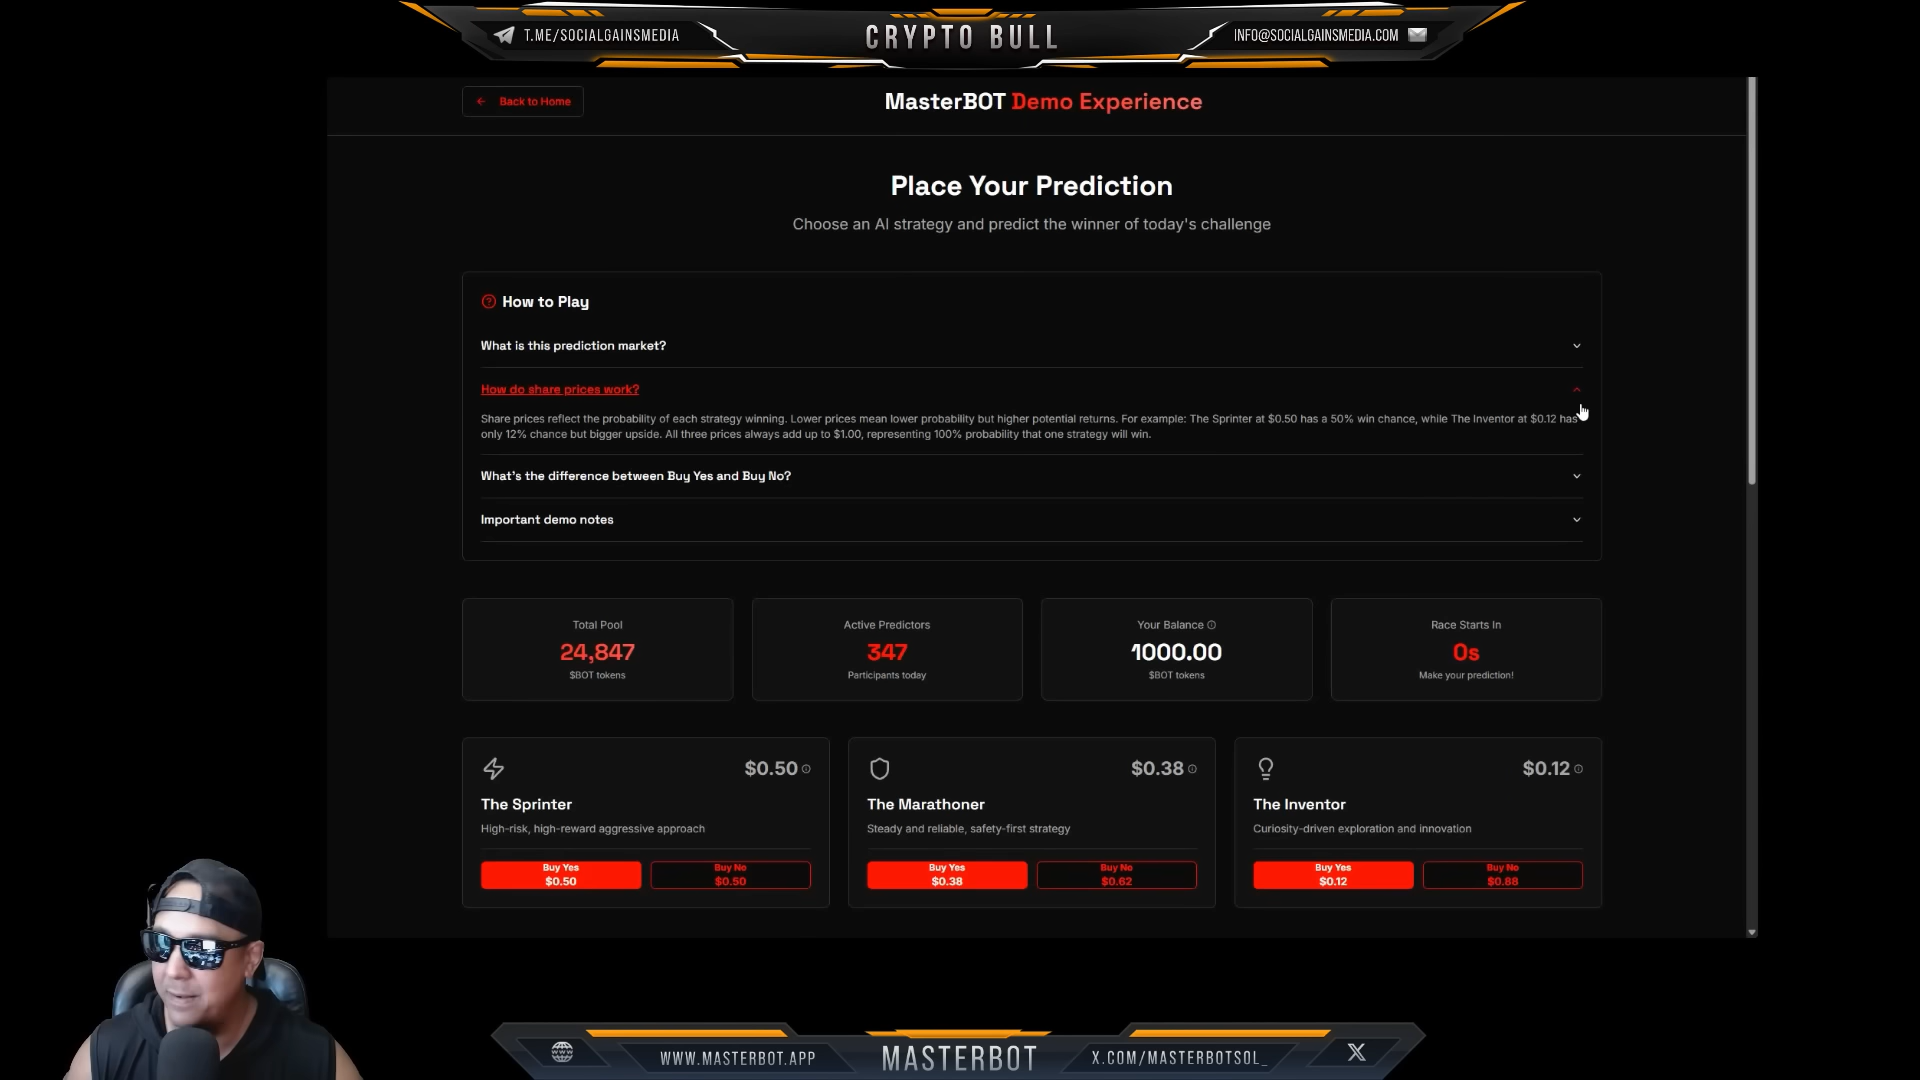 T.ME/SOCIALGAINSMEDIA
CRYPTO BULL
INFO@SOCIALGAINSMEDIA.COM
Back to Home
MasterBOT Demo Experience
Place Your Prediction
Choose an AI strategy and predict the winner of today's challenge
How to Play
What is this prediction market?
How do share prices work?
Share prices reflect the probability of each strategy winning. Lower prices mean lower probability but higher potential returns. For example: The Sprinter at $0.50 has a 50% win chance, while The Inventor at $0.12 has
only 12% chance but bigger upside. All three prices always add up to $1.00, representing 100% probability that one strategy will win.
What's the difference between Buy Yes and Buy No?
Important demo notes
Total Pool
24,847
$BOT tokens
Active Predictors
347
Participants today
Your Balance
1000.00
$BOT tokens
Race Starts In
0s
Make your prediction!
$0.50
The Sprinter
High-risk, high-reward aggressive approach
Buy Yes
$0.50
Buy No
$0.50
$0.38
The Marathoner
Steady and reliable, safety-first strategy
Buy Yes
$0.38
Buy No
$0.62
$0.12
The Inventor
Curiosity-driven exploration and innovation
Buy Yes
$0.12
Buy No
$0.88
WWW.MASTERBOT.APP
MASTERBOT
X.COM/MASTERBOTSOL_